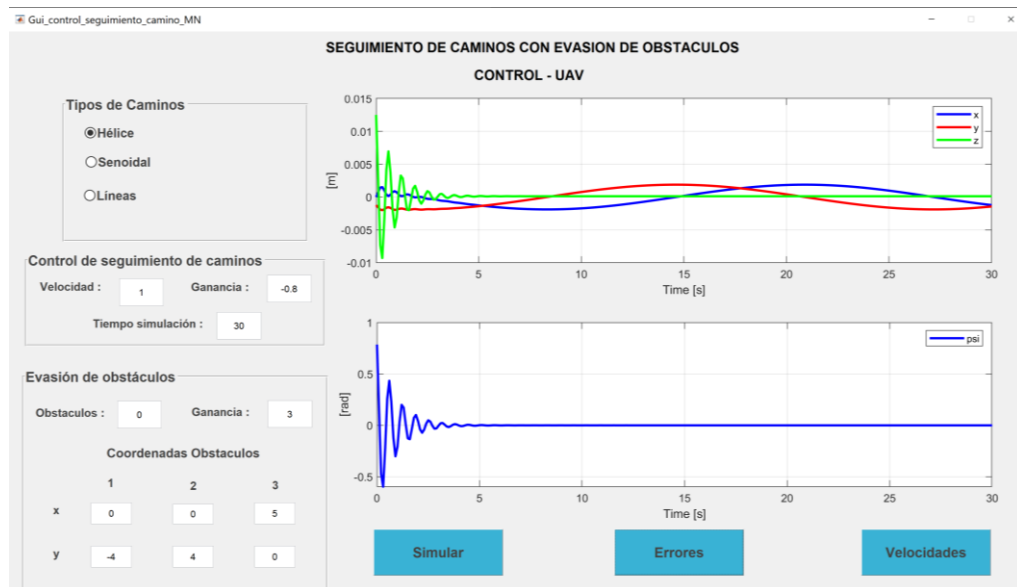 Gui_control_seguimiento_camino_MN
SEGUIMIENTO DE CAMINOS CON EVASION DE OBSTACULOS
CONTROL - UAV
Tipos de Caminos
Hélice
Senoidal
Líneas
Control de seguimiento de caminos
Velocidad : 1 Ganancia : -0.8
Tiempo simulación : 30
Evasión de obstáculos
Obstaculos : 0 Ganancia : 3
Coordenadas Obstaculos
1 2 3
x 0 0 5
y -4 4 0
0.015
0.01
0.005
0
-0.005
-0.01
[m]
x
y
z
0 5 10 15 20 25 30
Time [s]
1
0.5
0
-0.5
[rad]
psi
0 5 10 15 20 25 30
Time [s]
Simular Errores Velocidades